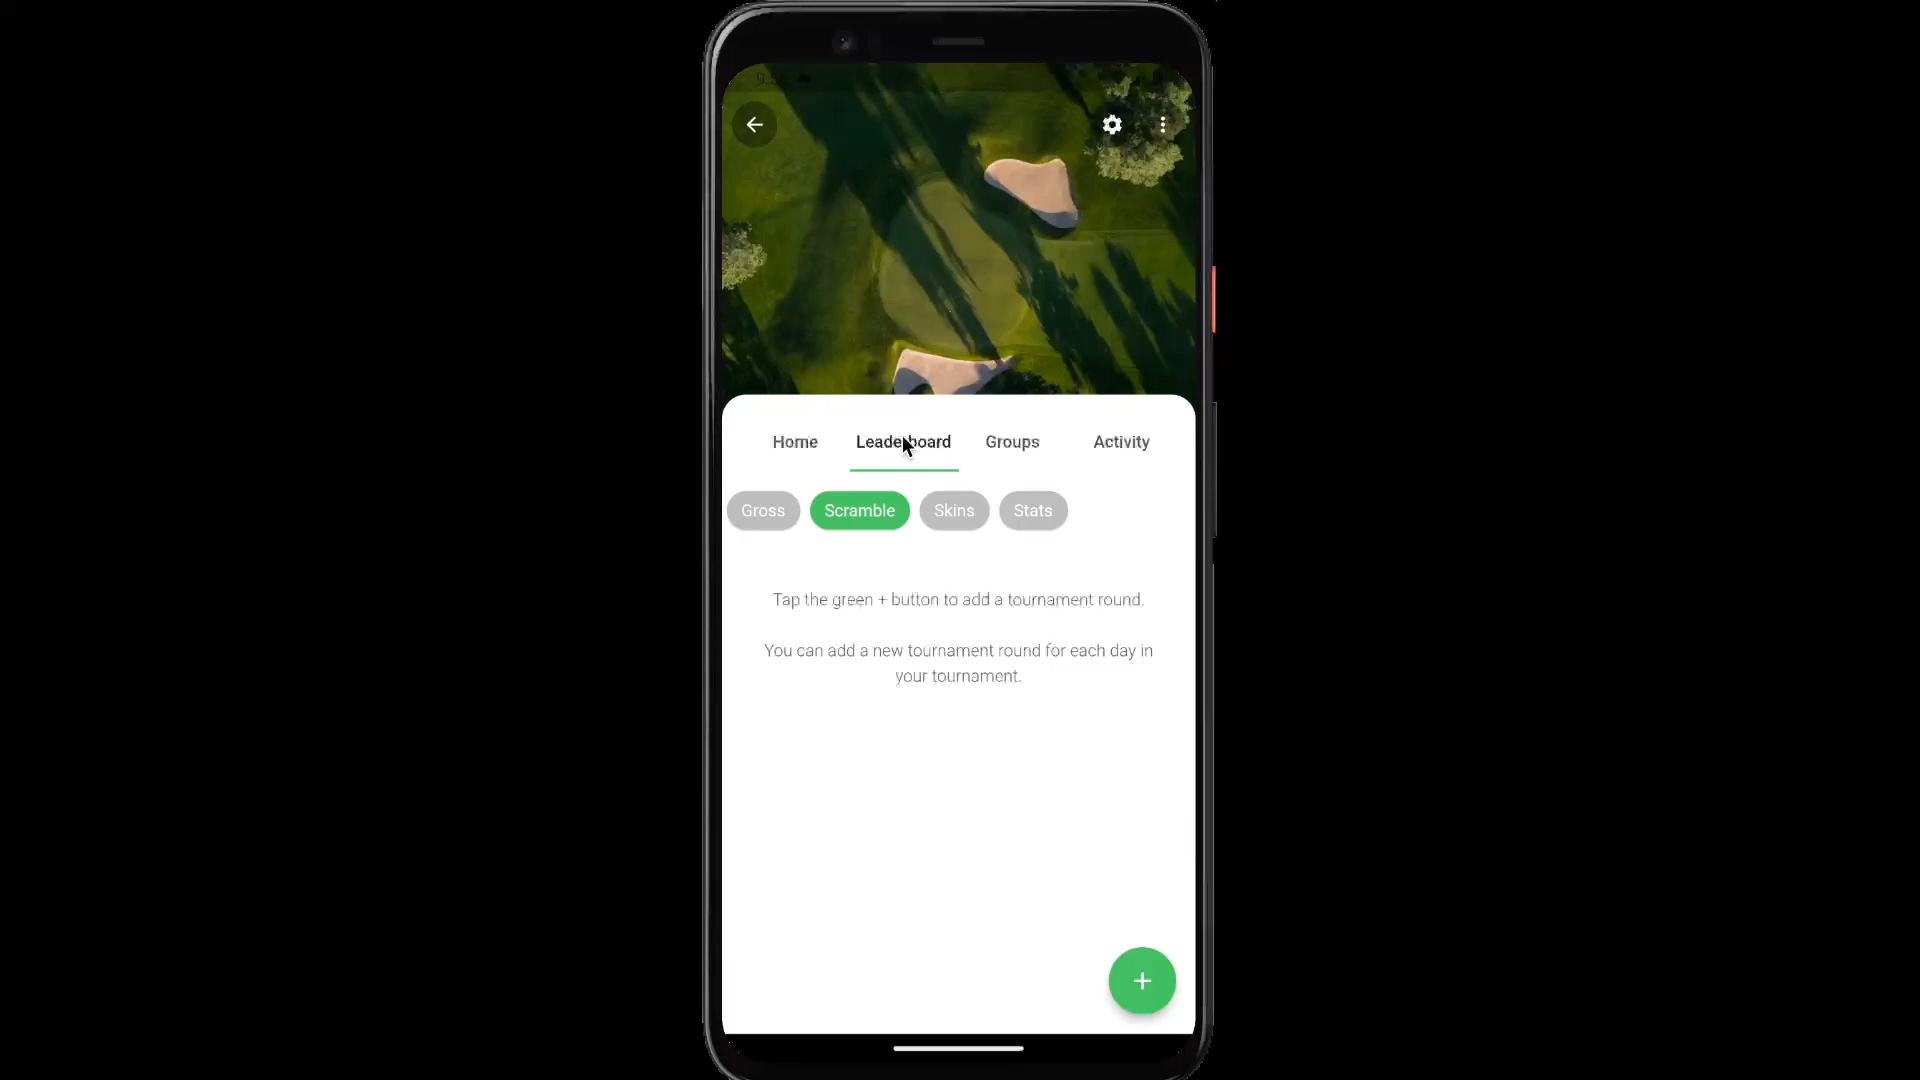 Home Leaderboard Groups Activity
Gross Scramble Skins Stats
Tap the green + button to add a tournament round.
You can add a new tournament round for each day in
your tournament.
+